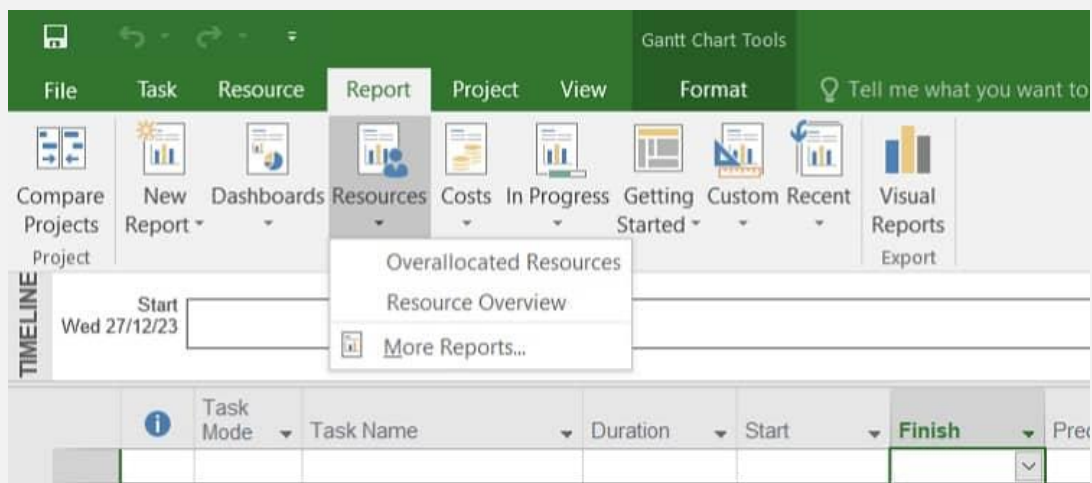 Gantt Chart Tools
File Task Resource Report Project View Format Tell me what you want to
Compare Projects
New Report
Dashboards
Resources
Costs
In Progress
Getting Started
Custom
Recent
Visual Reports
Project
Export
Overallocated Resources
Resource Overview
More Reports...
TIMELINE
Start
Wed 27/12/23
Task Mode
Task Name
Duration
Start
Finish
Pred